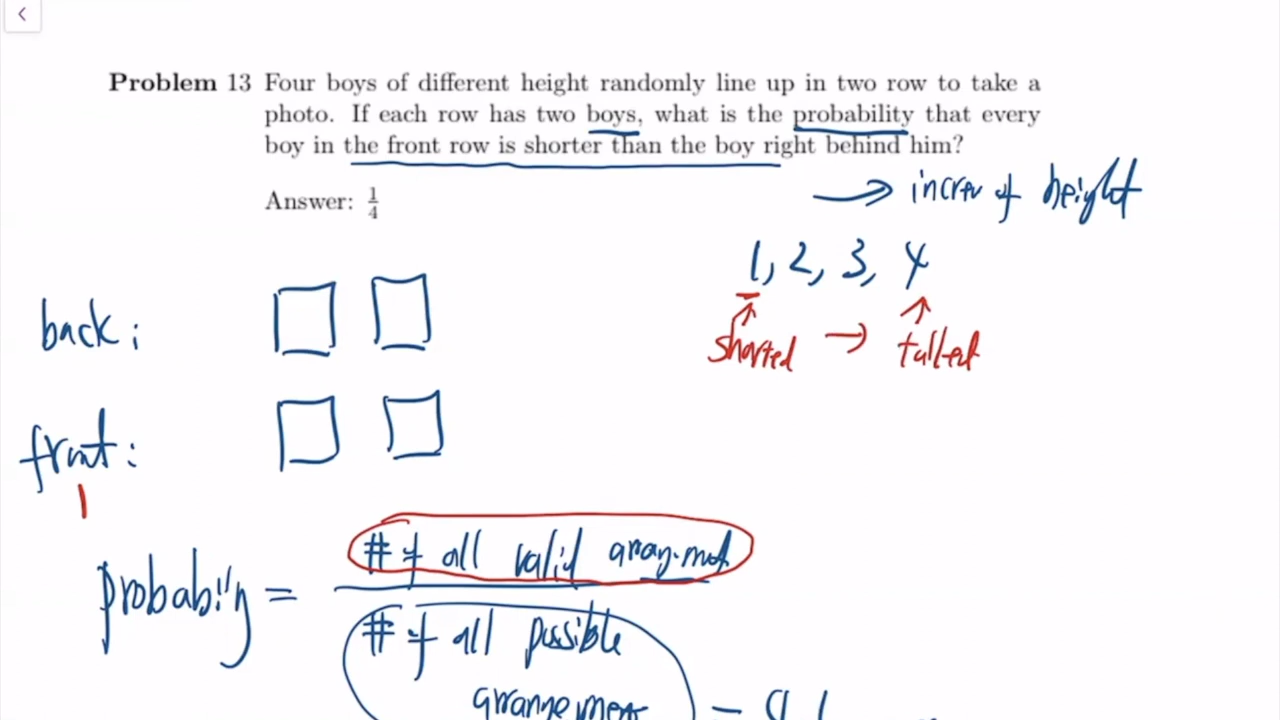 Problem 13 Four boys of different height randomly line up in two row to take a
photo. If each row has two boys, what is the probability that every
boy in the front row is shorter than the boy right behind him?
Answer: 1/4
→ of height
1, 2, 3, 4
shorted → tallest
back:
front:
1
probability = # of all valid
# of all possible
=